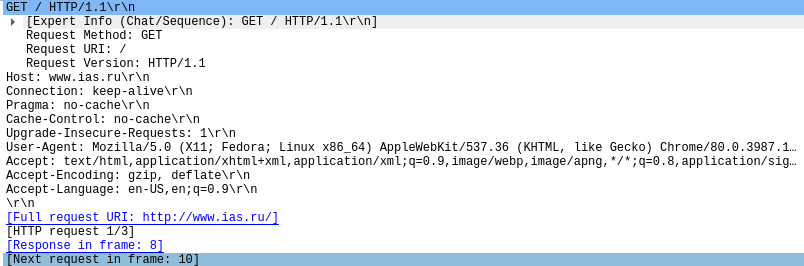 GET / HTTP/1.1\r\n
[Expert Info (Chat/Sequence): GET / HTTP/1.1\r\n]
Request Method: GET
Request URI: /
Request Version: HTTP/1.1
Host: www.ias.ru\r\n
Connection: keep-alive\r\n
Pragma: no-cache\r\n
Cache-Control: no-cache\r\n
Upgrade-Insecure-Requests: 1\r\n
User-Agent: Mozilla/5.0 (X11; Fedora; Linux x86_64) AppleWebKit/537.36 (KHTML, like Gecko) Chrome/80.0.3987.1…
Accept: text/html,application/xhtml+xml,application/xml;q=0.9,image/webp,image/apng,*/*;q=0.8,application/sig…
Accept-Encoding: gzip, deflate\r\n
Accept-Language: en-US,en;q=0.9\r\n
\r\n
[Full request URI: http://www.ias.ru/]
[HTTP request 1/3]
[Response in frame: 8]
[Next request in frame: 10]